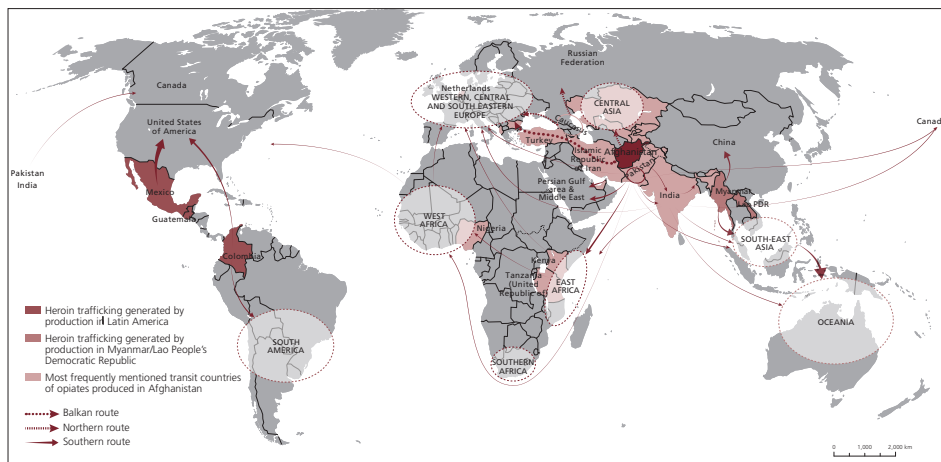 Russian
Federation
Canada
Netherlands
WESTERN, CENTRAL
AND SOUTH EASTERN
EUROPE
CENTRAL
ASIA
United States
of America
Caucasus
Turkey
Islamic
Republic
of Iran
Afghanistan
Pakistan
China
Canada
Pakistan
India
Mexico
Guatemala
Persian Gulf
area &
Middle East
India
Myanmar
Lao PDR
WEST
AFRICA
Nigeria
SOUTH-EAST
ASIA
Colombia
Kenya
Tanzania
(United
Republic of)
EAST
AFRICA
OCEANIA
SOUTH
AMERICA
SOUTHERN
AFRICA
Heroin trafficking generated by
production in Latin America
Heroin trafficking generated by
production in Myanmar/Lao People's
Democratic Republic
Most frequently mentioned transit countries
of opiates produced in Afghanistan
Balkan route
Northern route
Southern route
0 1,000 2,000 km